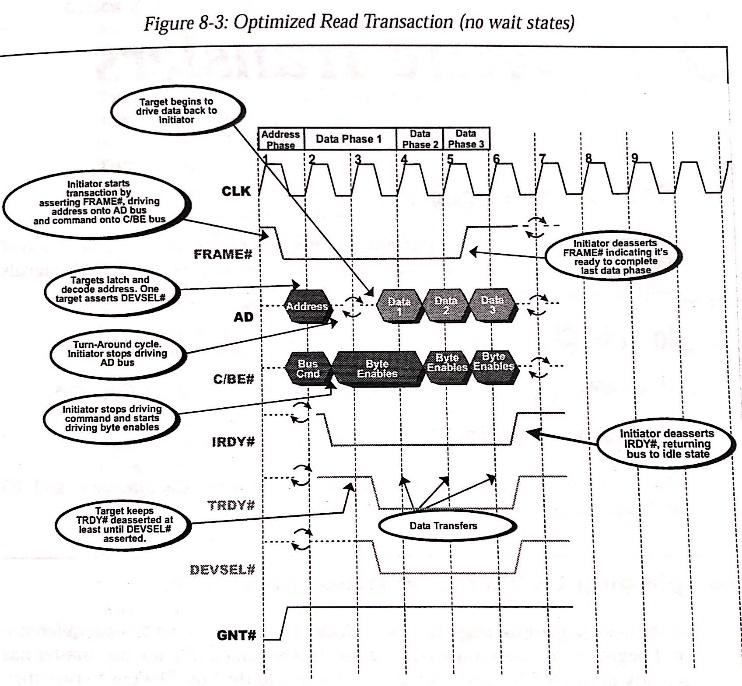 Figure 8-3: Optimized Read Transaction (no wait states)
Target begins to
drive data back to
Initiator
Address
Phase
Data Phase 1
Data
Phase 2
Data
Phase 3
1 2 3 4 5 6 7 8 9
CLK
Initiator starts
transaction by
asserting FRAME#, driving
address onto AD bus
and command onto C/BE bus
FRAME#
Initiator deasserts
FRAME# indicating it's
ready to complete
last data phase
Targets latch and
decode address. One
target asserts DEVSEL#
AD
Address
Data
1
Data
2
Data
3
Turn-Around cycle.
Initiator stops driving
AD bus
C/BE#
Bus
Cmd
Byte
Enables
Byte
Enables
Byte
Enables
Initiator stops driving
command and starts
driving byte enables
IRDY#
Initiator deasserts
IRDY#, returning
bus to idle state
TRDY#
Target keeps
TRDY# deasserted at
least until DEVSEL#
asserted.
Data Transfers
DEVSEL#
GNT#